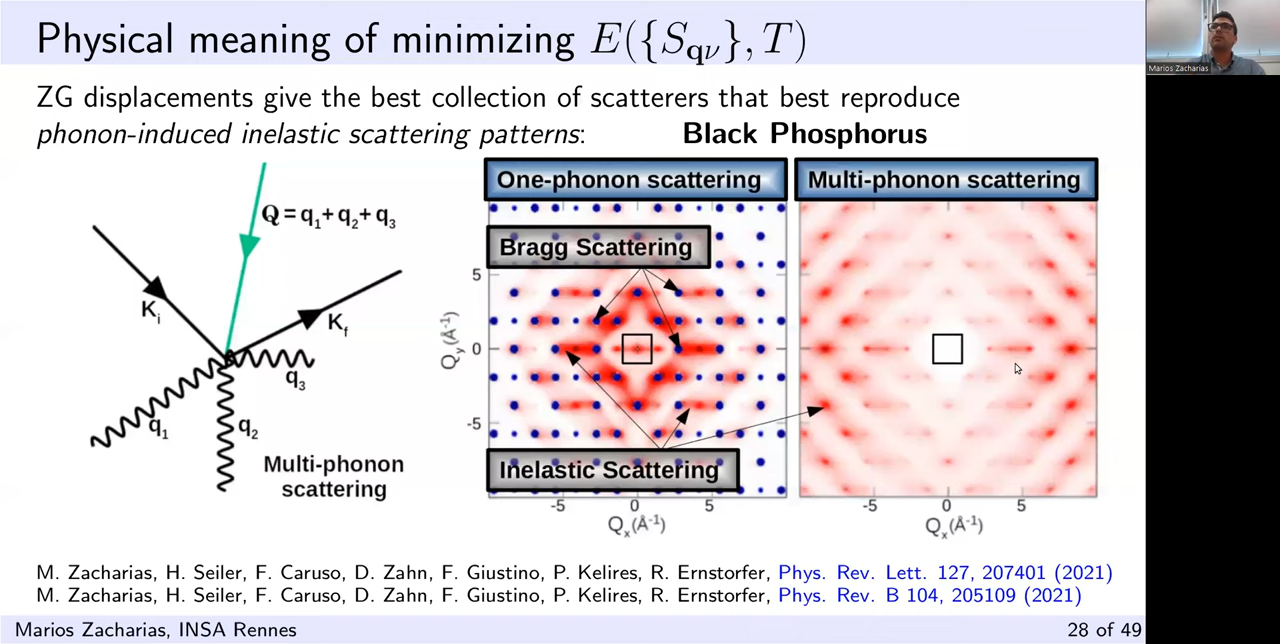 Physical meaning of minimizing E({S_qν}, T)
Marios Zacharias
ZG displacements give the best collection of scatterers that best reproduce
phonon-induced inelastic scattering patterns: Black Phosphorus
One-phonon scattering
Multi-phonon scattering
Q = q₁+ q₂+ q₃
Kᵢ
K_f
q₁
q₂
q₃
Multi-phonon
scattering
Bragg Scattering
Inelastic Scattering
Q_y(Å⁻¹)
5
0
-5
-5 0 5
Qₓ(Å⁻¹)
-5 0 5
Qₓ(Å⁻¹)
M. Zacharias, H. Seiler, F. Caruso, D. Zahn, F. Giustino, P. Kelires, R. Ernstorfer, Phys. Rev. Lett. 127, 207401 (2021)
M. Zacharias, H. Seiler, F. Caruso, D. Zahn, F. Giustino, P. Kelires, R. Ernstorfer, Phys. Rev. B 104, 205109 (2021)
Marios Zacharias, INSA Rennes 28 of 49